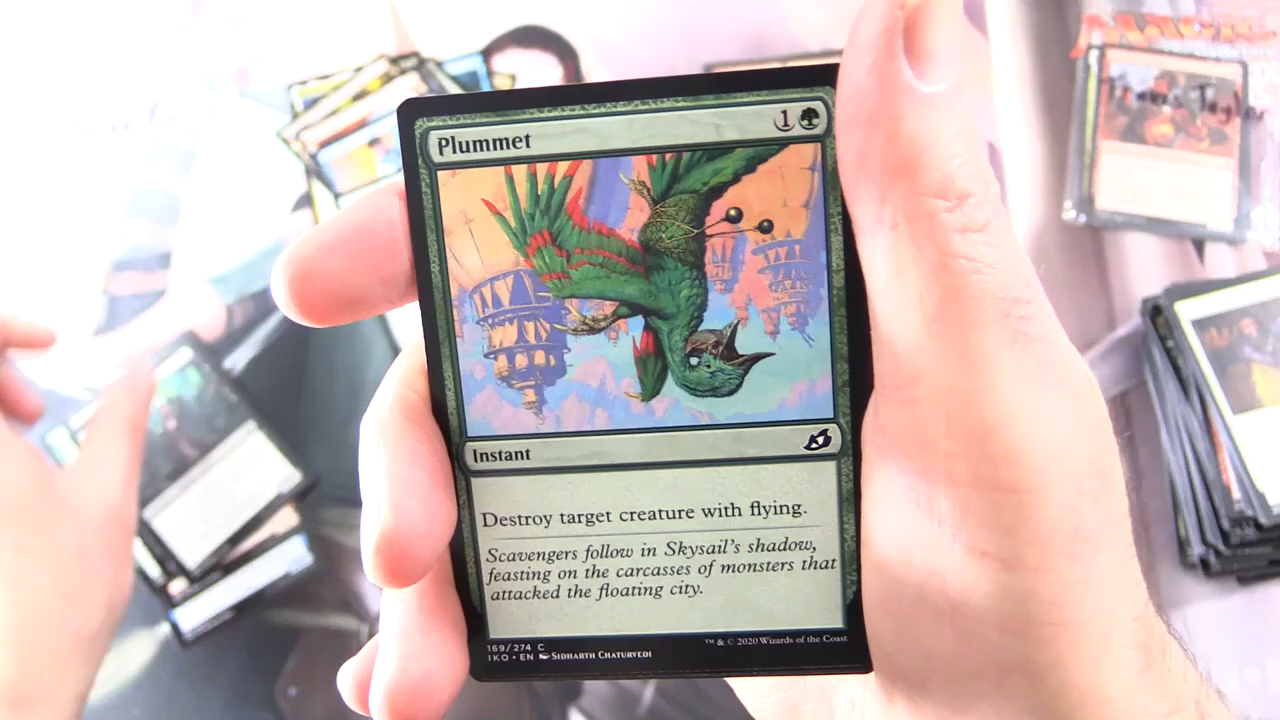 Plummet
1
Instant
Destroy target creature with flying.
Scavengers follow in Skysail's shadow,
feasting on the carcasses of monsters that
attacked the floating city.
169/274 C
IKO • EN Sidharth Chaturvedi
™ & © 2020 Wizards of the Coast
MAGIC